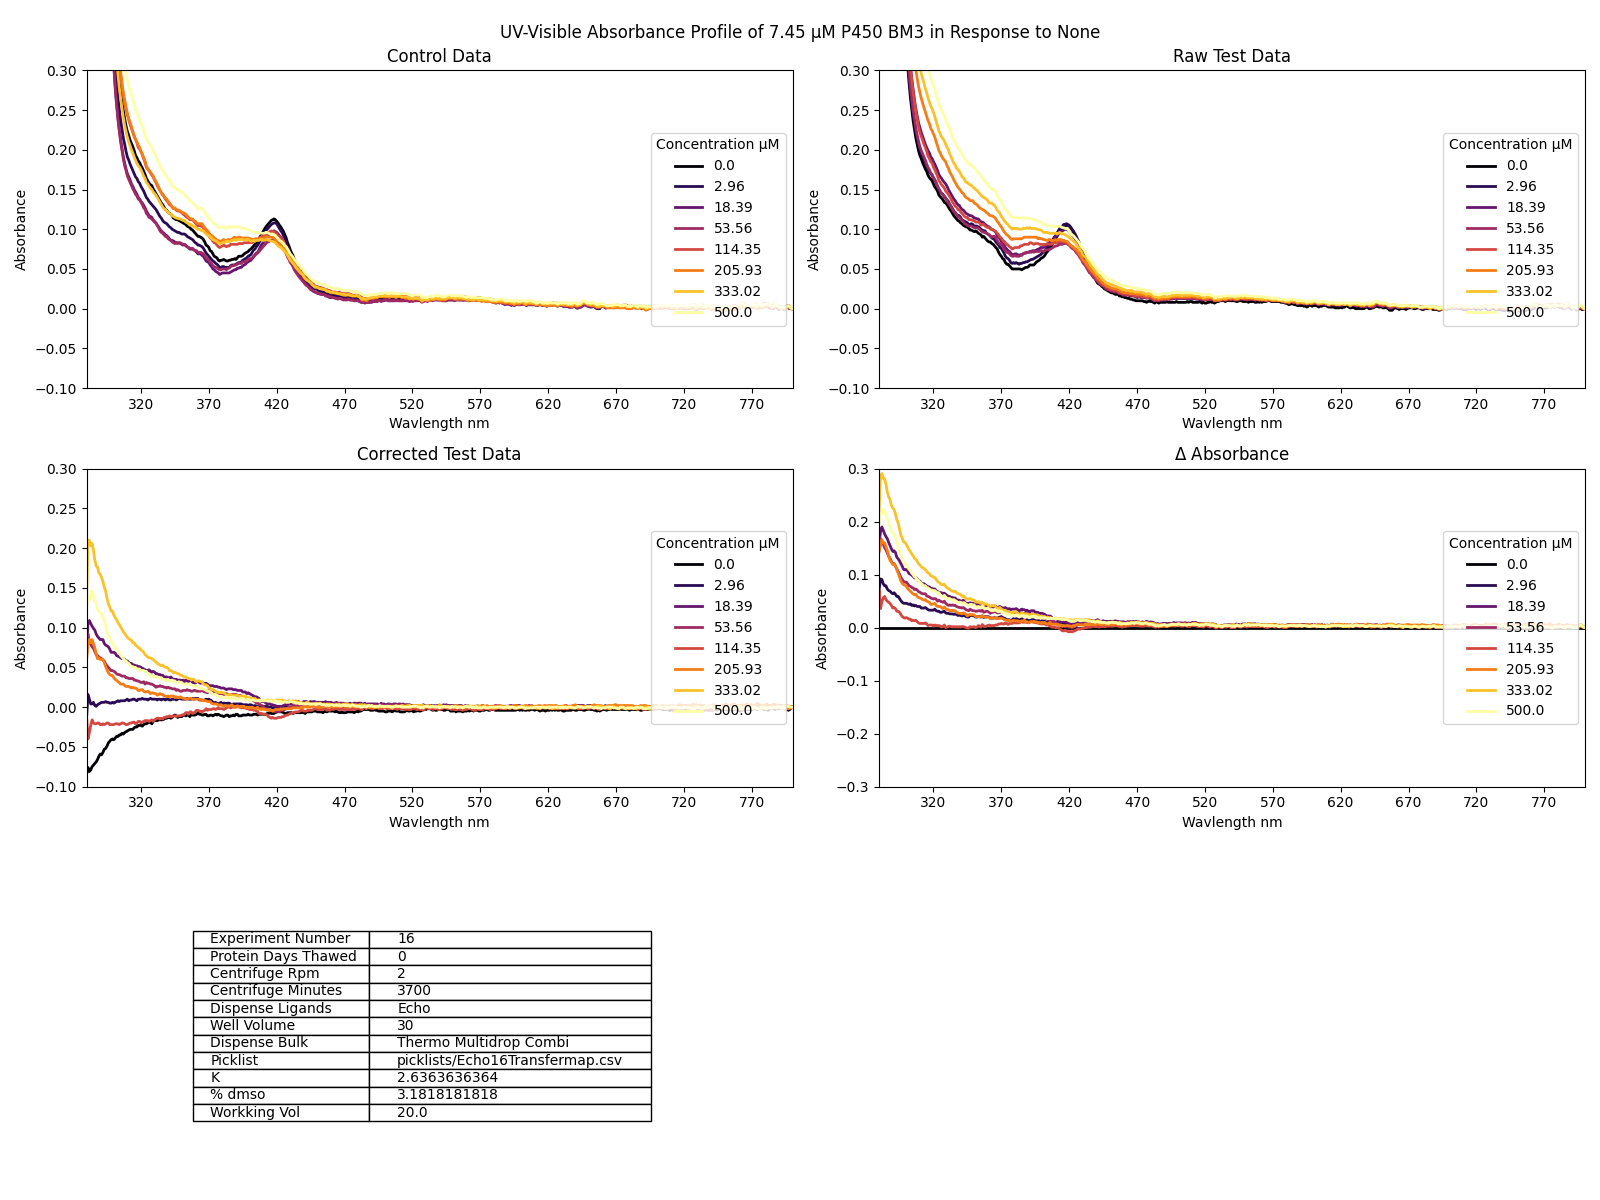 UV-Visible Absorbance Profile of 7.45 µM P450 BM3 in Response to None
Control Data
Absorbance
0.30
0.25
0.20
0.15
0.10
0.05
0.00
−0.05
−0.10
320 370 420 470 520 570 620 670 720 770
Wavlength nm
Concentration µM
0.0
2.96
18.39
53.56
114.35
205.93
333.02
500.0
Raw Test Data
Absorbance
0.30
0.25
0.20
0.15
0.10
0.05
0.00
−0.05
−0.10
320 370 420 470 520 570 620 670 720 770
Wavlength nm
Concentration µM
0.0
2.96
18.39
53.56
114.35
205.93
333.02
500.0
Corrected Test Data
Absorbance
0.30
0.25
0.20
0.15
0.10
0.05
0.00
−0.05
−0.10
320 370 420 470 520 570 620 670 720 770
Wavlength nm
Concentration µM
0.0
2.96
18.39
53.56
114.35
205.93
333.02
500.0
Δ Absorbance
Absorbance
0.3
0.2
0.1
0.0
−0.1
−0.2
−0.3
320 370 420 470 520 570 620 670 720 770
Wavlength nm
Concentration µM
0.0
2.96
18.39
53.56
114.35
205.93
333.02
500.0
Experiment Number 16
Protein Days Thawed 0
Centrifuge Rpm 2
Centrifuge Minutes 3700
Dispense Ligands Echo
Well Volume 30
Dispense Bulk Thermo Multidrop Combi
Picklist picklists/Echo16Transfermap.csv
K 2.6363636364
% dmso 3.1818181818
Workking Vol 20.0